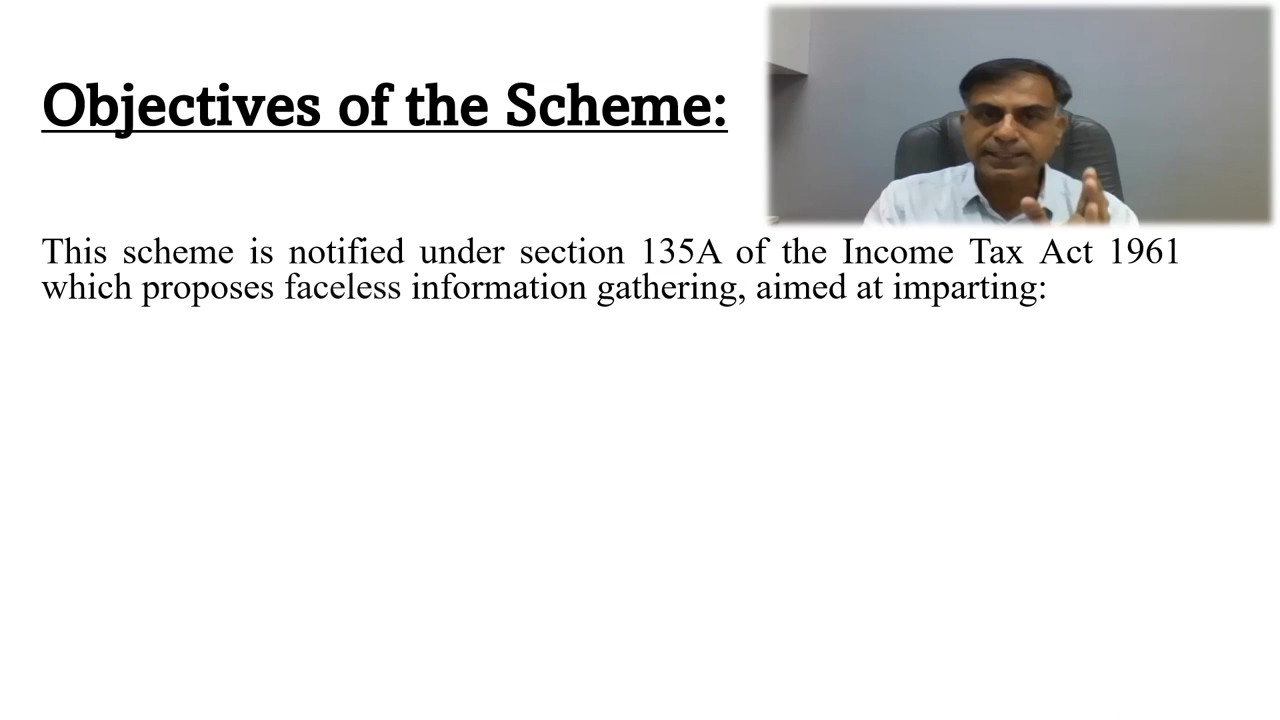 Objectives of the Scheme:
This scheme is notified under section 135A of the Income Tax Act 1961
which proposes faceless information gathering, aimed at imparting: